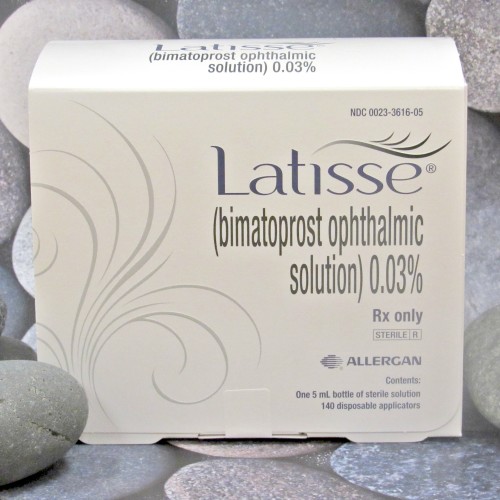 Latisse
(bimatoprost ophthalmic
solution) 0.03%
NDC 0023-3616-05
Latisse®
(bimatoprost ophthalmic
solution) 0.03%
Rx only
STERILE R
ALLERGAN
Contents:
One 5 mL bottle of sterile solution
140 disposable applicators